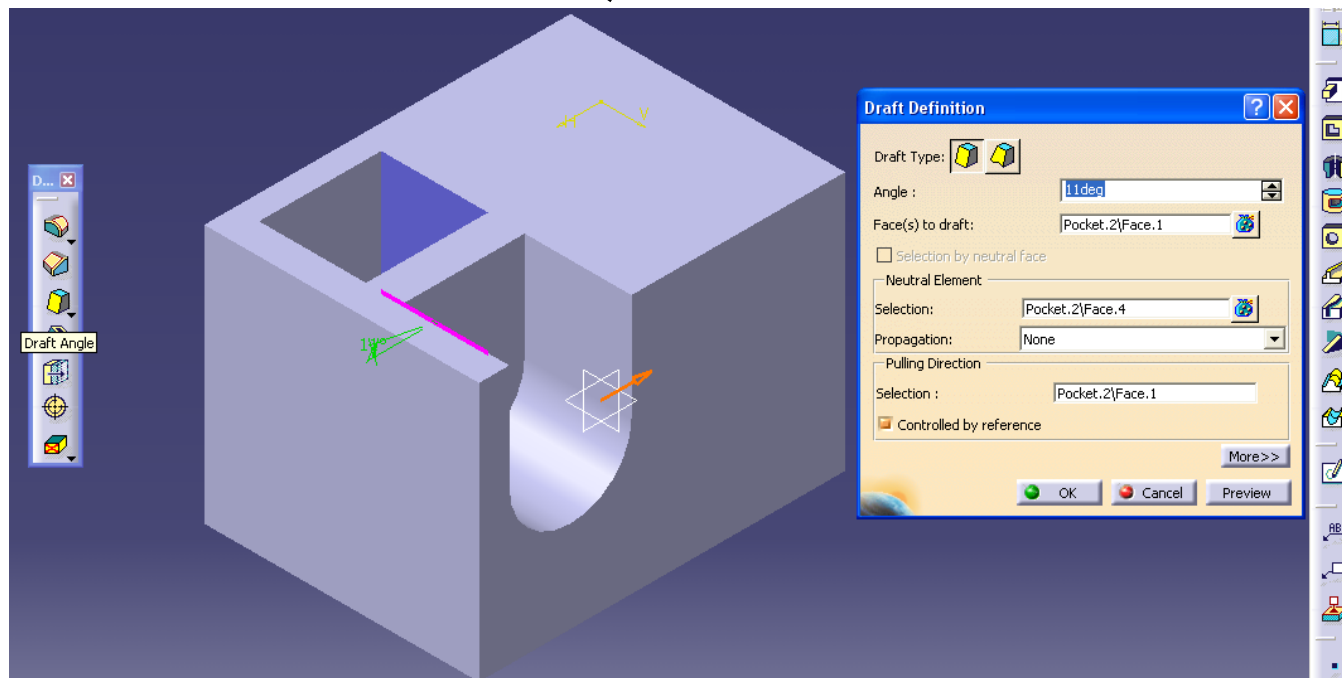 Draft Definition
D...
V
H
Draft Type:
Angle :
11deg
Face(s) to draft:
Pocket.2\Face.1
Selection by neutral face
Neutral Element
Selection:
Pocket.2\Face.4
Draft Angle
Propagation:
None
Pulling Direction
Selection :
Pocket.2\Face.1
Controlled by reference
More>>
OK
Cancel
Preview